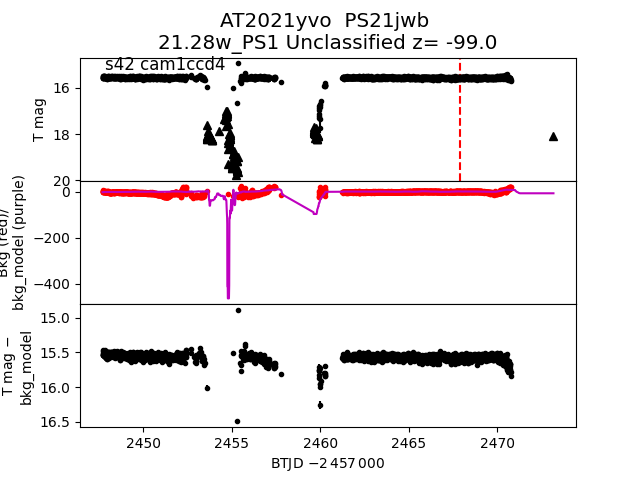 AT2021yvo  PS21jwb
21.28w_PS1 Unclassified z= -99.0
s42 cam1ccd4
T mag
16
18
20
Bkg (red)/
bkg_model (purple)
0
−200
−400
T mag −
bkg_model
15.0
15.5
16.0
16.5
2450 2455 2460 2465 2470
BTJD −2 457 000